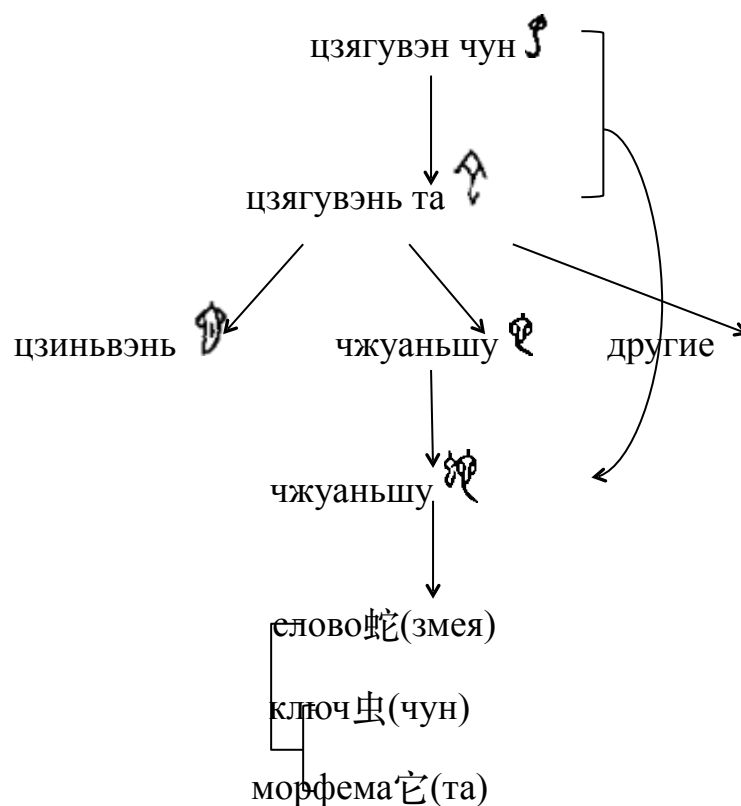 цзягувэн чун
цзягувэнь та
цзиньвэнь чжуаньшу другие
чжуаньшу
слово蛇(змея)
ключ虫(чун)
морфема它(та)